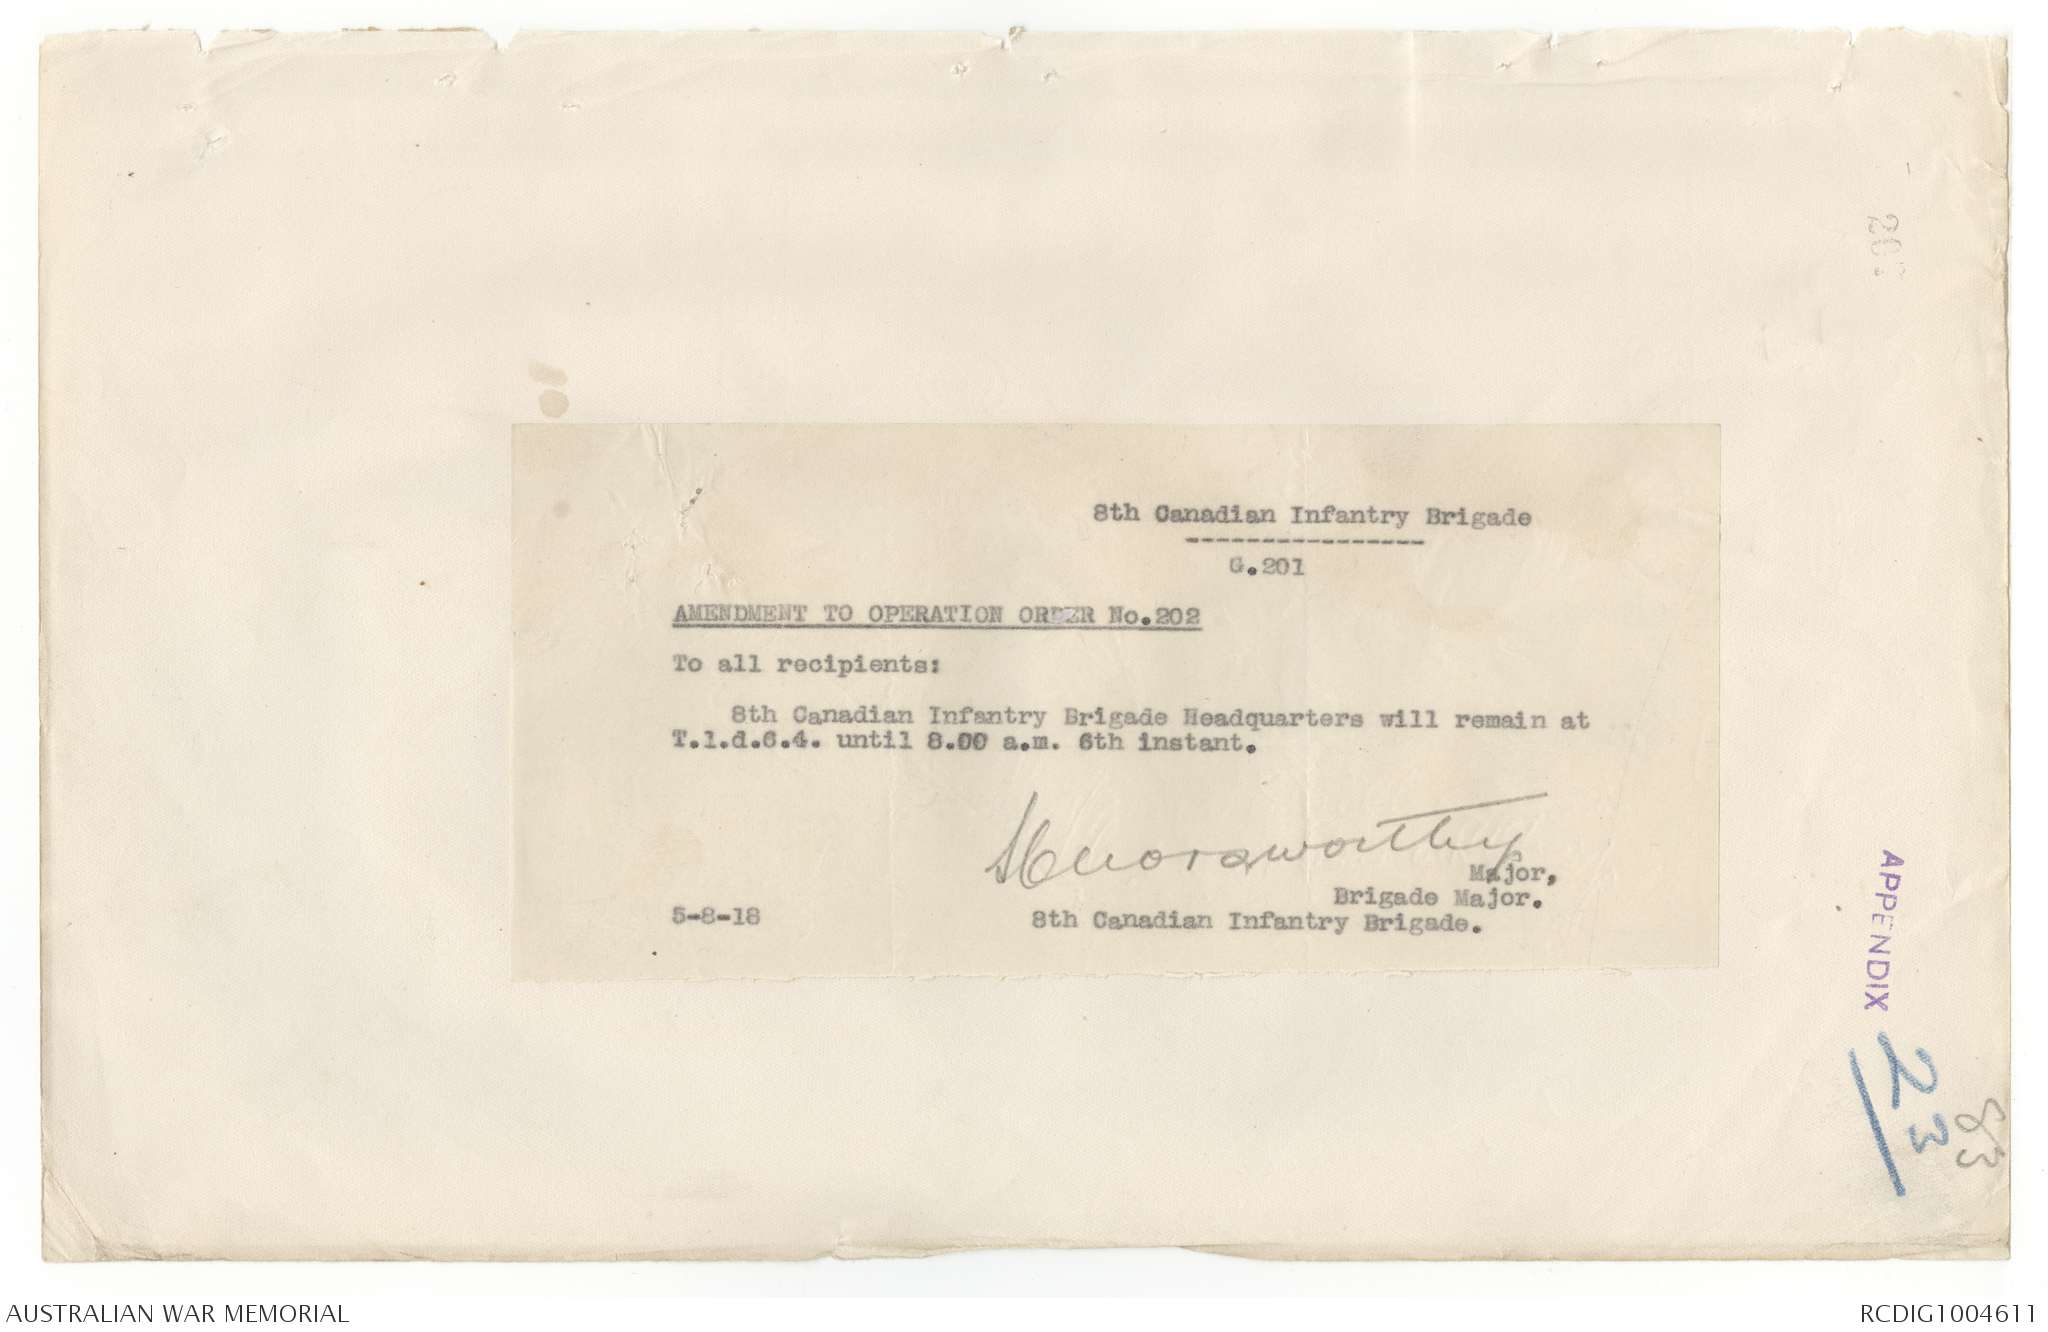 8th Canadian Infantry Brigade
----------------
G.201
AMENDMENT TO OPERATION ORDER No.202
To all recipients:
8th Canadian Infantry Brigade Headquarters will remain at
T.1.d.6.4. until 8.00 a.m. 6th instant.
Major,
Brigade Major.
5-8-18 8th Canadian Infantry Brigade.
APPENDIX
23
83
AUSTRALIAN WAR MEMORIAL
RCDIG1004611